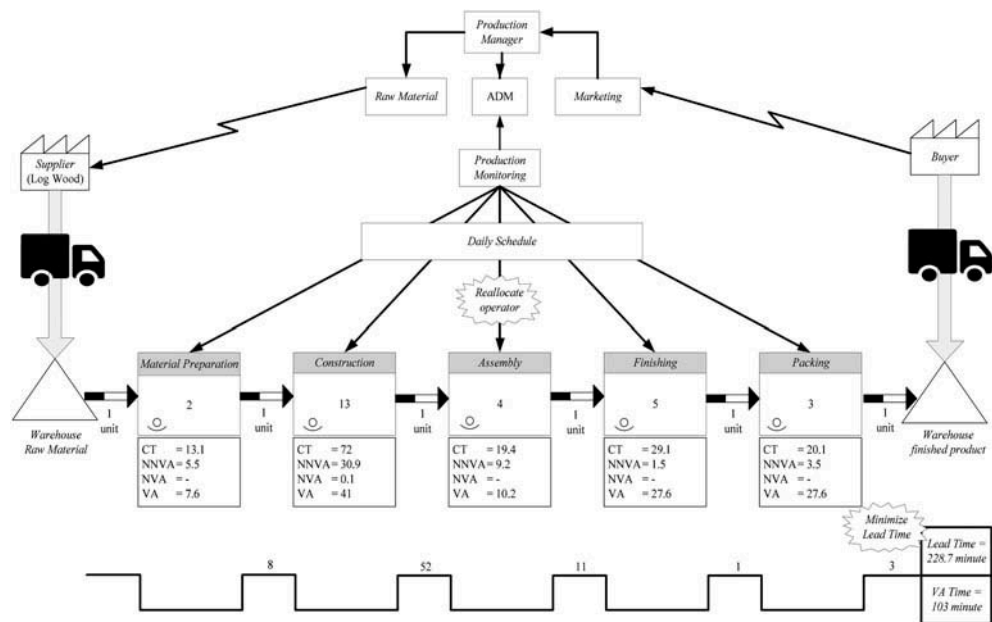 Production
Manager
Raw Material
ADM
Marketing
Supplier
(Log Wood)
Production
Monitoring
Buyer
Daily Schedule
Reallocate
operator
Material Preparation
2
CT = 13.1
NNVA = 5.5
NVA = -
VA = 7.6
Construction
13
CT = 72
NNVA = 30.9
NVA = 0.1
VA = 41
Assembly
4
CT = 19.4
NNVA = 9.2
NVA = -
VA = 10.2
Finishing
5
CT = 29.1
NNVA = 1.5
NVA = -
VA = 27.6
Packing
3
CT = 20.1
NNVA = 3.5
NVA = -
VA = 27.6
Warehouse
Raw Material
1
unit
1
unit
1
unit
1
unit
1
unit
1
unit
Warehouse
finished product
Minimize
Lead Time
8
52
11
1
3
Lead Time =
228.7 minute
VA Time =
103 minute